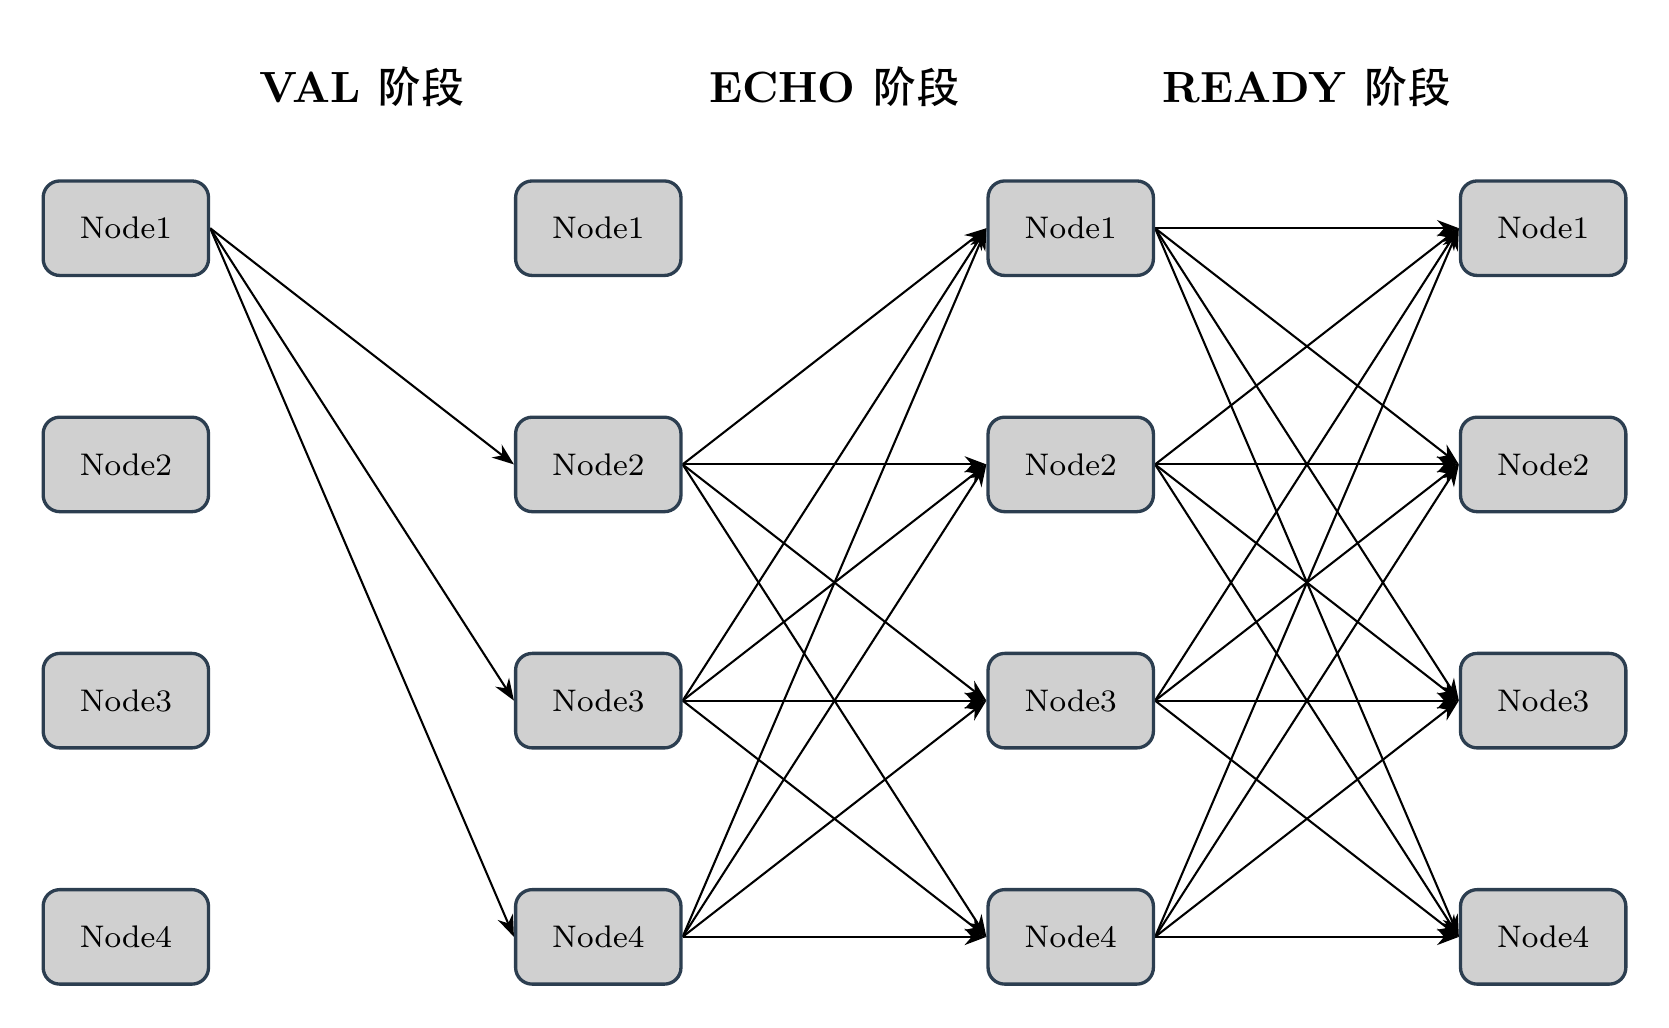 VAL 阶段
ECHO 阶段
READY 阶段
Node1
Node1
Node1
Node1
Node2
Node2
Node2
Node2
Node3
Node3
Node3
Node3
Node4
Node4
Node4
Node4